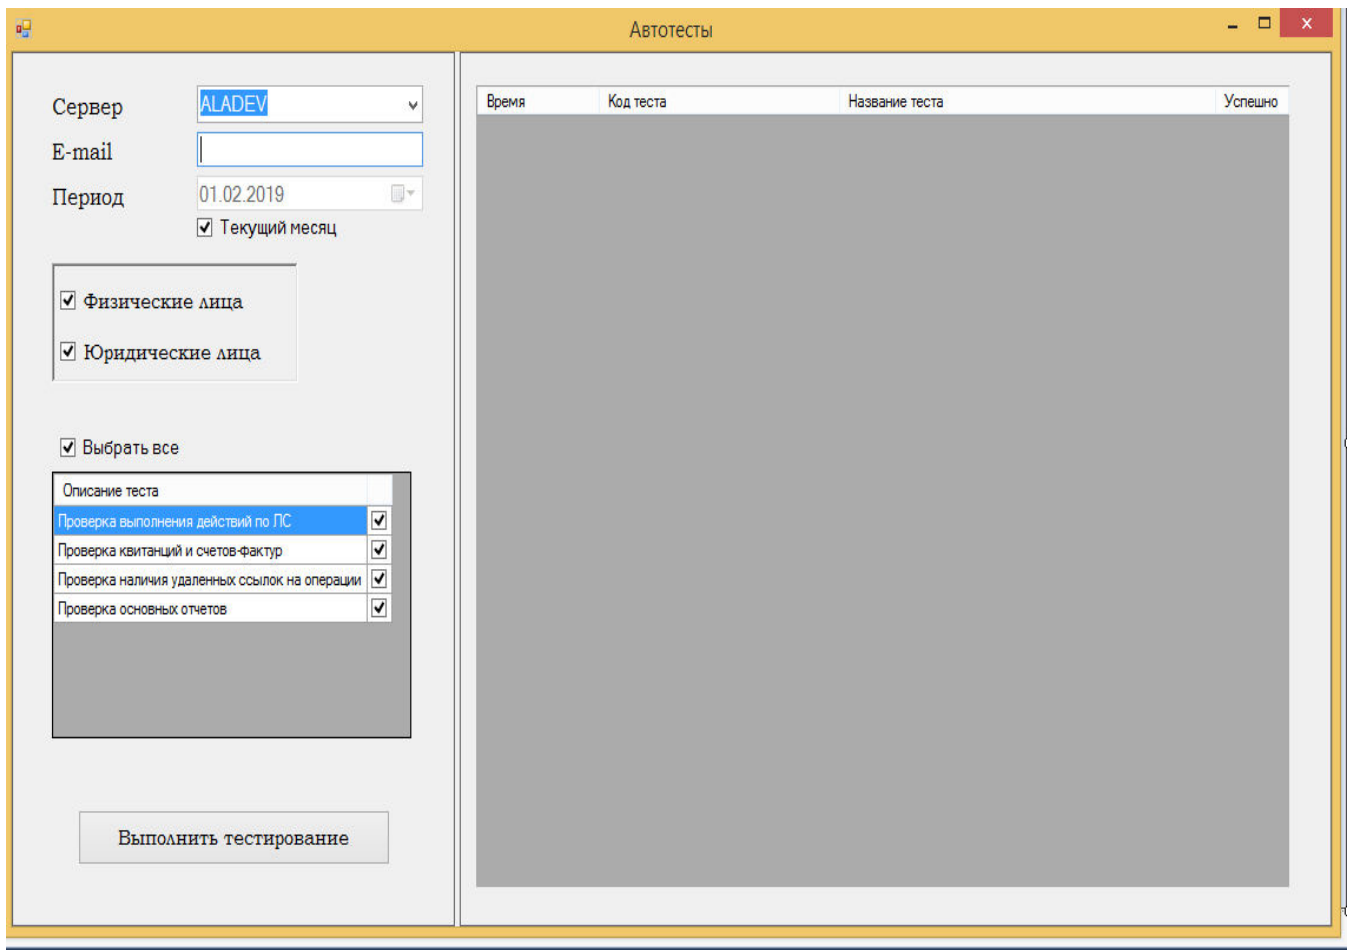 Автотесты
Сервер ALADEV
E-mail
Период 01.02.2019
Текущий месяц
Физические лица
Юридические лица
Выбрать все
Описание теста
Проверка выполнения действий по ЛС
Проверка квитанций и счетов-фактур
Проверка наличия удаленных ссылок на операции
Проверка основных отчетов
Выполнить тестирование
Время Код теста Название теста Успешно